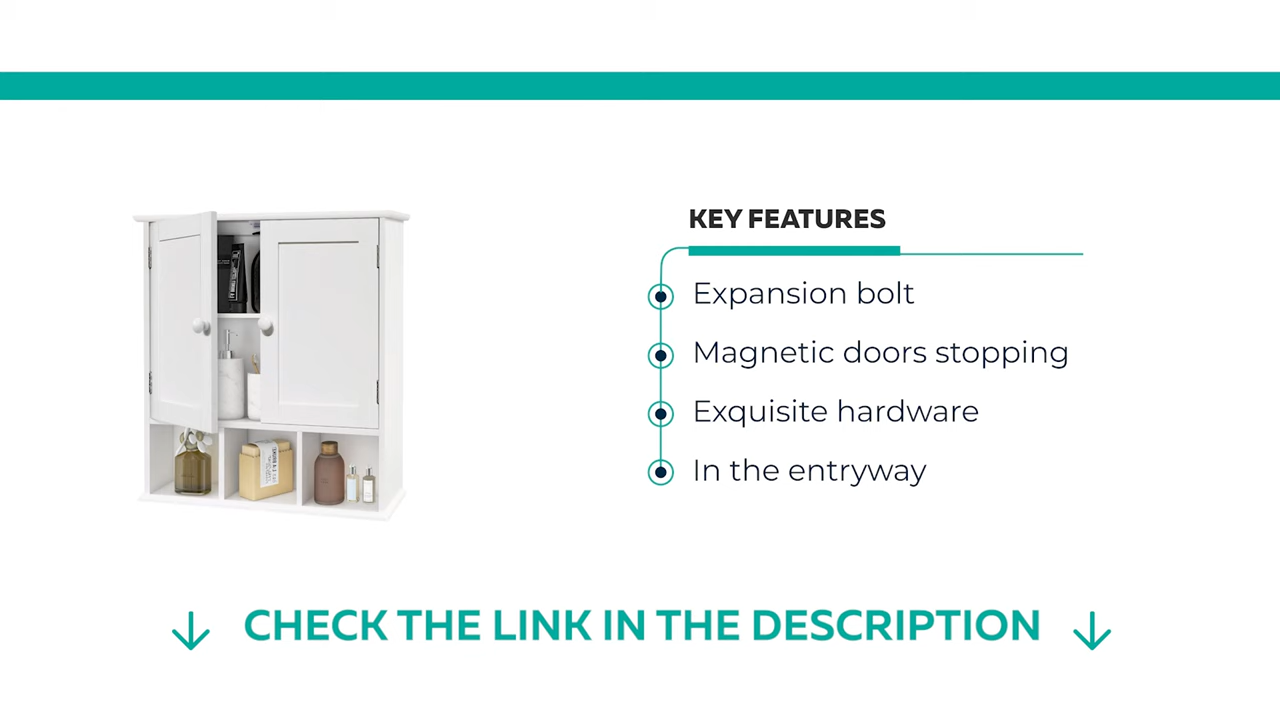 KEY FEATURES
Expansion bolt
Magnetic doors stopping
Exquisite hardware
In the entryway
CHECK THE LINK IN THE DESCRIPTION